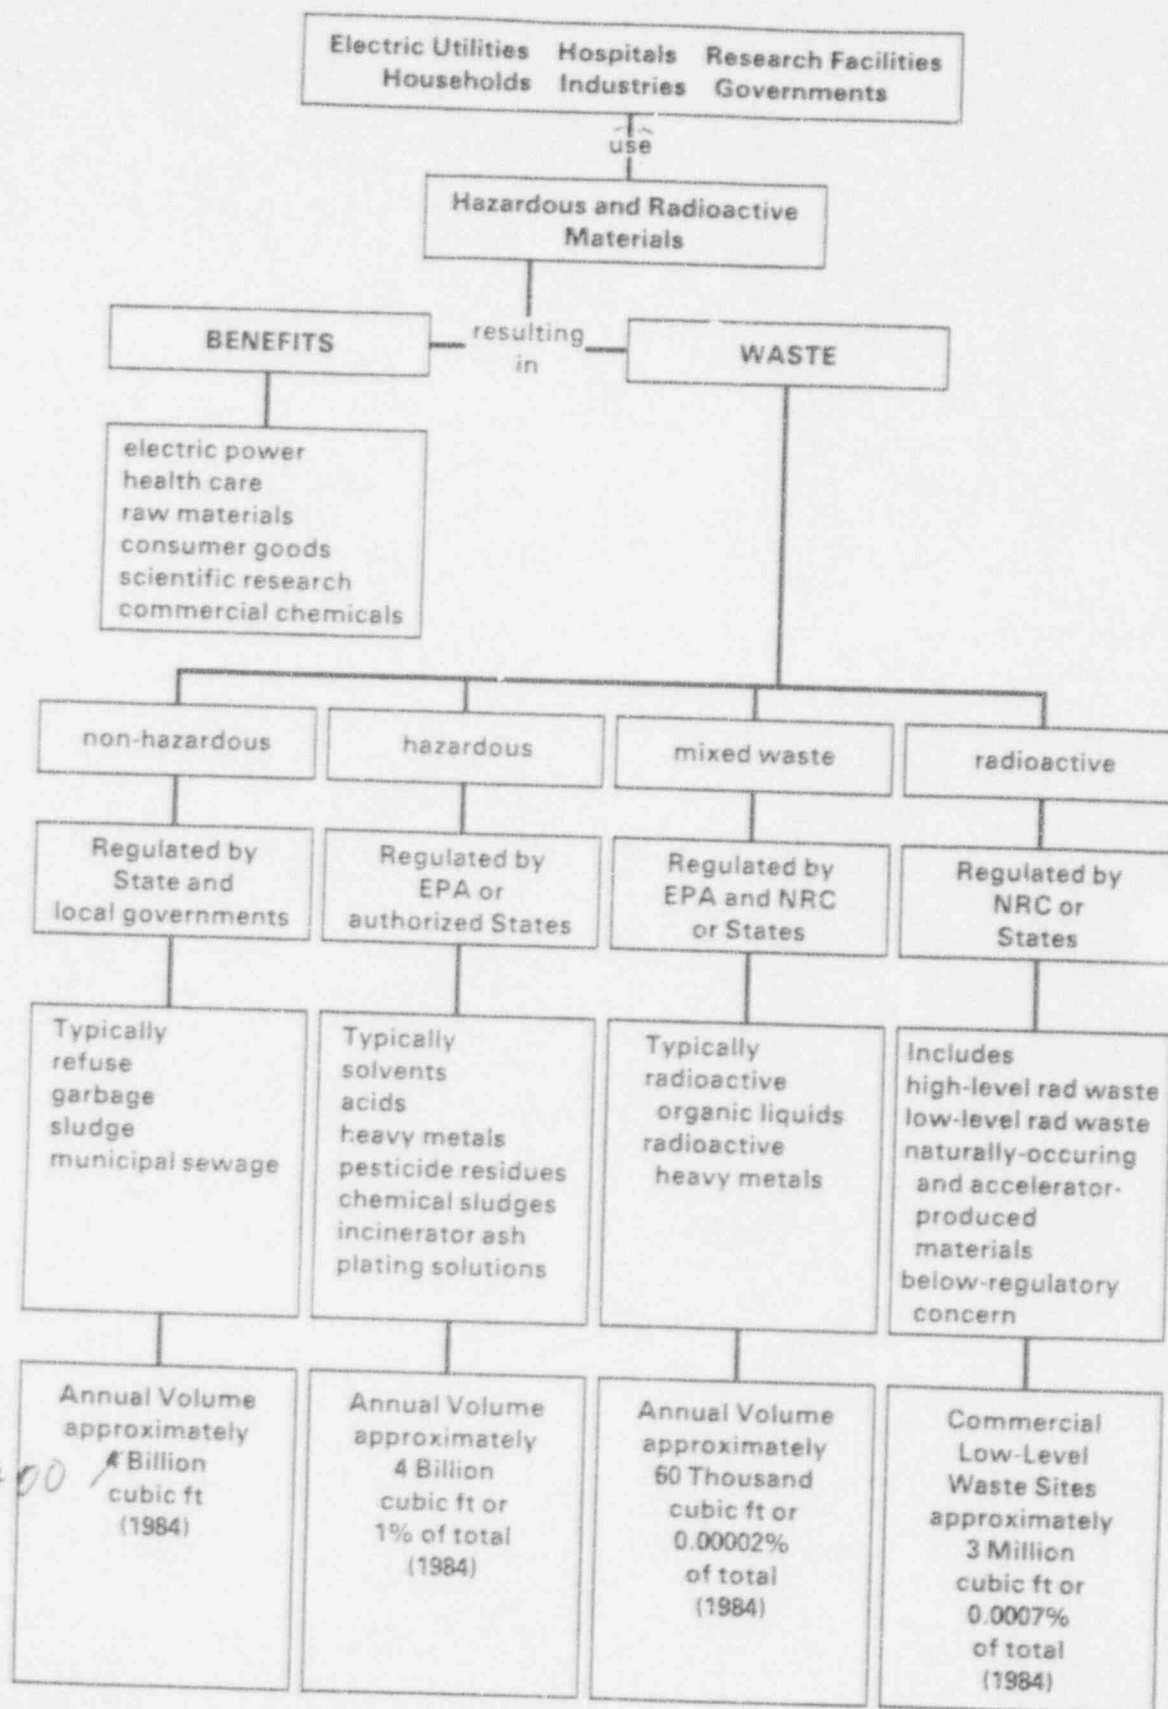 Electric Utilities Hospitals Research Facilities
Households Industries Governments
use
Hazardous and Radioactive
Materials
BENEFITS
resulting
in
WASTE
electric power
health care
raw materials
consumer goods
scientific research
commercial chemicals
non-hazardous
hazardous
mixed waste
radioactive
Regulated by
State and
local governments
Regulated by
EPA or
authorized States
Regulated by
EPA and NRC
or States
Regulated by
NRC or
States
Typically
refuse
garbage
sludge
municipal sewage
Typically
solvents
acids
heavy metals
pesticide residues
chemical sludges
incinerator ash
plating solutions
Typically
radioactive
organic liquids
radioactive
heavy metals
Includes
high-level rad waste
low-level rad waste
naturally-occuring
and accelerator-
produced
materials
below-regulatory
concern
Annual Volume
approximately
4 Billion
cubic ft
(1984)
Annual Volume
approximately
4 Billion
cubic ft or
1% of total
(1984)
Annual Volume
approximately
60 Thousand
cubic ft or
0.00002%
of total
(1984)
Commercial
Low-Level
Waste Sites
approximately
3 Million
cubic ft or
0.0007%
of total
(1984)